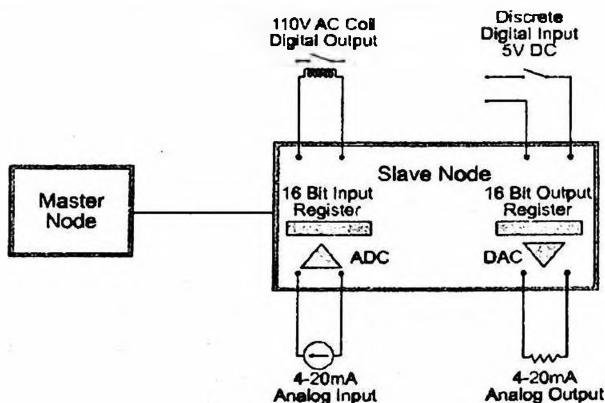 110V AC Coil
Digital Output
Discrete
Digital Input
5V DC
Master
Node
Slave Node
16 Bit Input
Register
16 Bit Output
Register
ADC
DAC
4-20mA
Analog Input
4-20mA
Analog Output